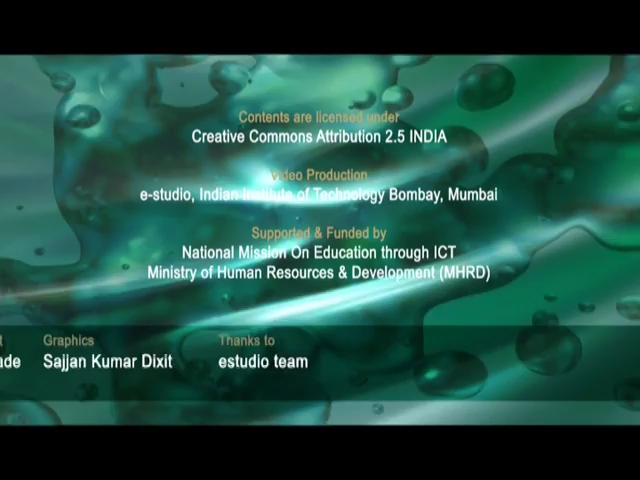 Contents are licensed under
Creative Commons Attribution 2.5 INDIA
Video Production
e-studio, Indian Institute of Technology Bombay, Mumbai
Supported & Funded by
National Mission On Education through ICT
Ministry of Human Resources & Development (MHRD)
Graphics
Thanks to
Sajjan Kumar Dixit
estudio team